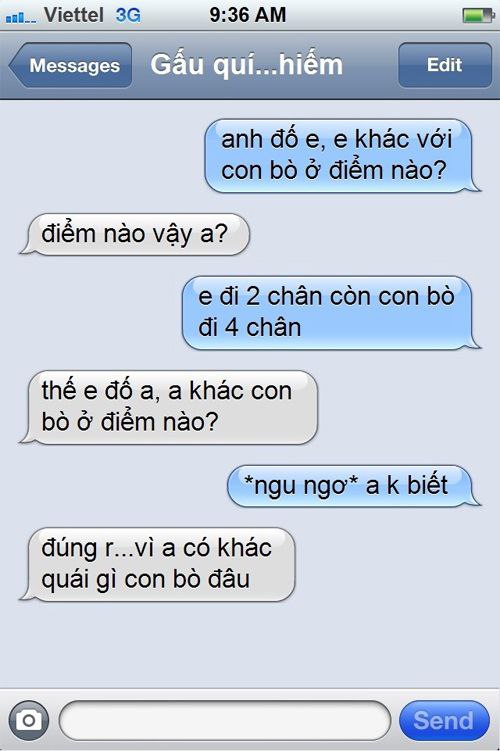 Viettel 3G 9:36 AM
Messages Gấu quí...hiếm Edit
anh đố e, e khác với
con bò ở điểm nào?
điểm nào vậy a?
e đi 2 chân còn con bò
đi 4 chân
thế e đố a, a khác con
bò ở điểm nào?
*ngu ngơ* a k biết
đúng r...vì a có khác
quái gì con bò đâu
Send